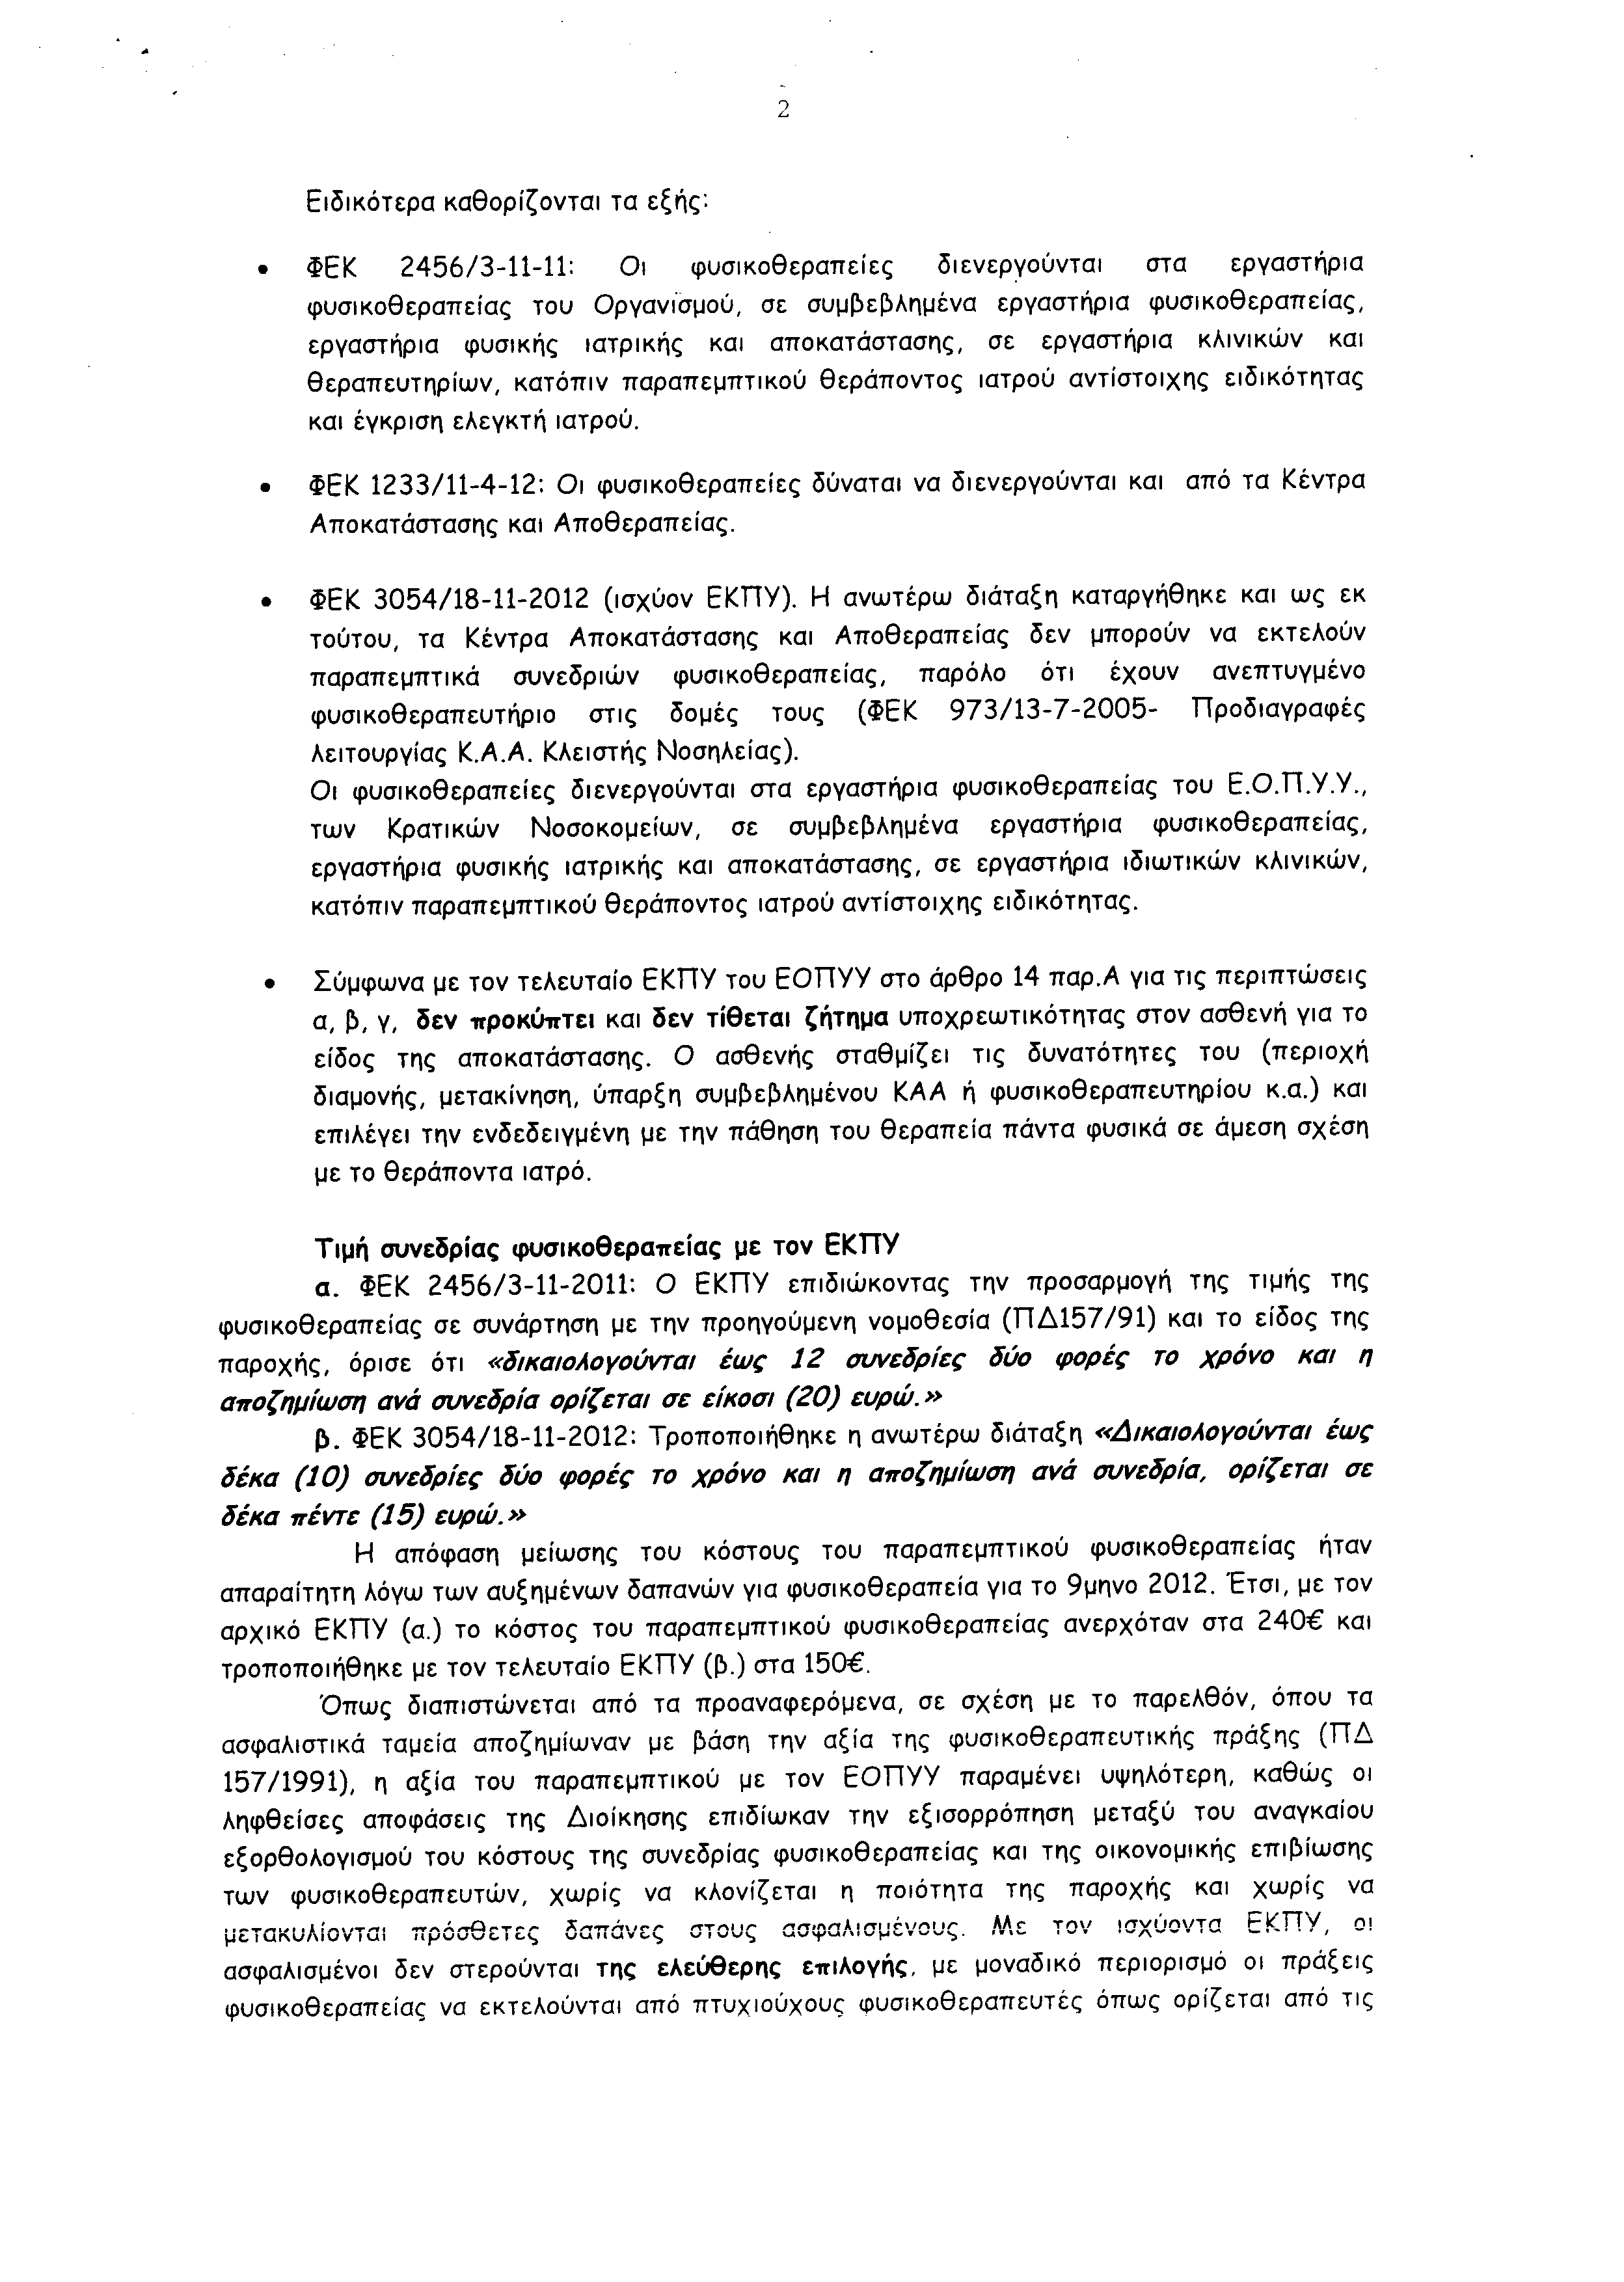 2
Ειδικότερα καθορίζονται τα εξής:
• ΦΕΚ 2456/3-11-11: Οι φυσικοθεραπείες διενεργούνται στα εργαστήρια
φυσικοθεραπείας του Οργανισμού, σε συμβεβλημένα εργαστήρια φυσικοθεραπείας,
εργαστήρια φυσικής ιατρικής και αποκατάστασης, σε εργαστήρια κλινικών και
θεραπευτηρίων, κατόπιν παραπεμπτικού θεράποντος ιατρού αντίστοιχης ειδικότητας
και έγκριση ελεγκτή ιατρού.
• ΦΕΚ 1233/11-4-12: Οι φυσικοθεραπείες δύναται να διενεργούνται και από τα Κέντρα
Αποκατάστασης και Αποθεραπείας.
• ΦΕΚ 3054/18-11-2012 (ισχύον ΕΚΠΥ). Η ανωτέρω διάταξη καταργήθηκε και ως εκ
τούτου, τα Κέντρα Αποκατάστασης και Αποθεραπείας δεν μπορούν να εκτελούν
παραπεμπτικά συνεδριών φυσικοθεραπείας, παρόλο ότι έχουν ανεπτυγμένο
φυσικοθεραπευτήριο στις δομές τους (ΦΕΚ 973/13-7-2005- Προδιαγραφές
λειτουργίας Κ.Α.Α. Κλειστής Νοσηλείας).
Οι φυσικοθεραπείες διενεργούνται στα εργαστήρια φυσικοθεραπείας του Ε.Ο.Π.Υ.Υ.,
των Κρατικών Νοσοκομείων, σε συμβεβλημένα εργαστήρια φυσικοθεραπείας,
εργαστήρια φυσικής ιατρικής και αποκατάστασης, σε εργαστήρια ιδιωτικών κλινικών,
κατόπιν παραπεμπτικού θεράποντος ιατρού αντίστοιχης ειδικότητας.
• Σύμφωνα με τον τελευταίο ΕΚΠΥ του ΕΟΠΥΥ στο άρθρο 14 παρ.Α για τις περιπτώσεις
α, β, γ, δεν προκύπτει και δεν τίθεται ζήτημα υποχρεωτικότητας στον ασθενή για το
είδος της αποκατάστασης. Ο ασθενής σταθμίζει τις δυνατότητες του (περιοχή
διαμονής, μετακίνηση, ύπαρξη συμβεβλημένου ΚΑΑ ή φυσικοθεραπευτηρίου κ.α.) και
επιλέγει την ενδεδειγμένη με την πάθηση του θεραπεία πάντα φυσικά σε άμεση σχέση
με το θεράποντα ιατρό.
Τιμή συνεδρίας φυσικοθεραπείας με τον ΕΚΠΥ
α. ΦΕΚ 2456/3-11-2011: Ο ΕΚΠΥ επιδιώκοντας την προσαρμογή της τιμής της
φυσικοθεραπείας σε συνάρτηση με την προηγούμενη νομοθεσία (ΠΔ157/91) και το είδος της
παροχής, όρισε ότι «δικαιολογούνται έως 12 συνεδρίες δύο φορές το χρόνο και η
αποζημίωση ανά συνεδρία ορίζεται σε είκοσι (20) ευρώ.»
β. ΦΕΚ 3054/18-11-2012: Τροποποιήθηκε η ανωτέρω διάταξη «Δικαιολογούνται έως
δέκα (10) συνεδρίες δύο φορές το χρόνο και η αποζημίωση ανά συνεδρία, ορίζεται σε
δέκα πέντε (15) ευρώ.»
Η απόφαση μείωσης του κόστους του παραπεμπτικού φυσικοθεραπείας ήταν
απαραίτητη λόγω των αυξημένων δαπανών για φυσικοθεραπεία για το 9μηνο 2012. Έτσι, με τον
αρχικό ΕΚΠΥ (α.) το κόστος του παραπεμπτικού φυσικοθεραπείας ανερχόταν στα 240€ και
τροποποιήθηκε με τον τελευταίο ΕΚΠΥ (β.) στα 150€.
Όπως διαπιστώνεται από τα προαναφερόμενα, σε σχέση με το παρελθόν, όπου τα
ασφαλιστικά ταμεία αποζημίωναν με βάση την αξία της φυσικοθεραπευτικής πράξης (ΠΔ
157/1991), η αξία του παραπεμπτικού με τον ΕΟΠΥΥ παραμένει υψηλότερη, καθώς οι
ληφθείσες αποφάσεις της Διοίκησης επιδίωκαν την εξισορρόπηση μεταξύ του αναγκαίου
εξορθολογισμού του κόστους της συνεδρίας φυσικοθεραπείας και της οικονομικής επιβίωσης
των φυσικοθεραπευτών, χωρίς να κλονίζεται η ποιότητα της παροχής και χωρίς να
μετακυλίονται πρόσθετες δαπάνες στους ασφαλισμένους. Με τον ισχύοντα ΕΚΠΥ, οι
ασφαλισμένοι δεν στερούνται της ελεύθερης επιλογής, με μοναδικό περιορισμό οι πράξεις
φυσικοθεραπείας να εκτελούνται από πτυχιούχους φυσικοθεραπευτές όπως ορίζεται από τις